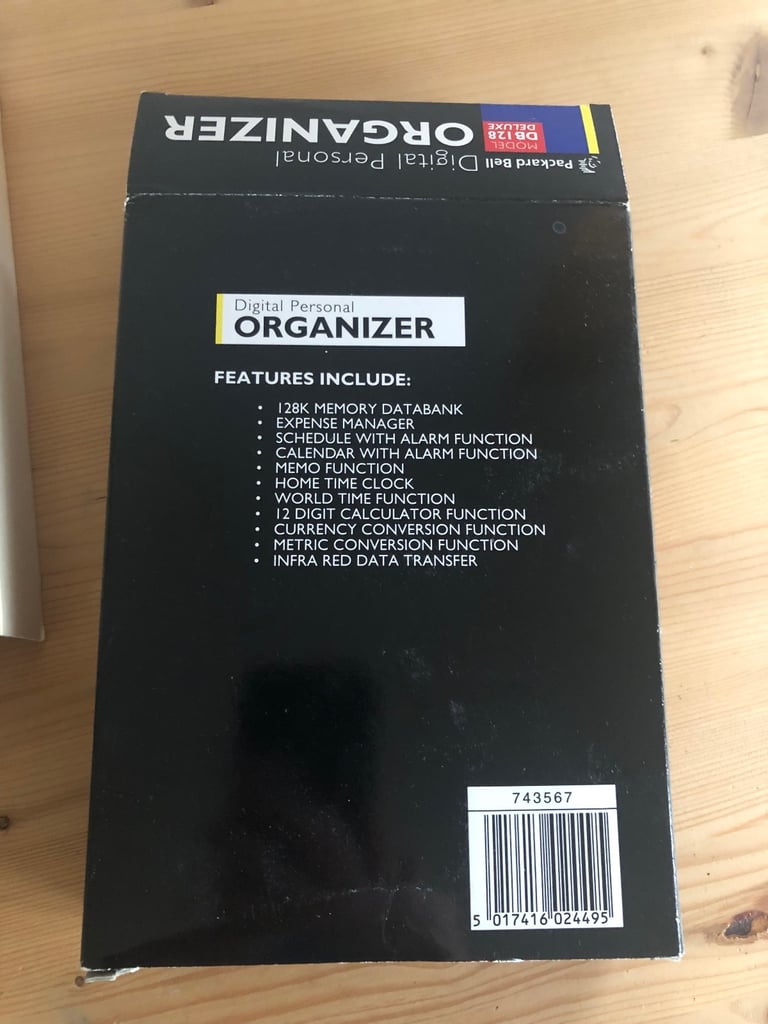 Packard Bell
Digital Personal
ORGANIZER
MODEL
DB128
DELUXE
Digital Personal
ORGANIZER
FEATURES INCLUDE:
• 128K MEMORY DATABANK
• EXPENSE MANAGER
• SCHEDULE WITH ALARM FUNCTION
• CALENDAR WITH ALARM FUNCTION
• MEMO FUNCTION
• HOME TIME CLOCK
• WORLD TIME FUNCTION
• 12 DIGIT CALCULATOR FUNCTION
• CURRENCY CONVERSION FUNCTION
• METRIC CONVERSION FUNCTION
• INFRA RED DATA TRANSFER
743567
5 017416 024495